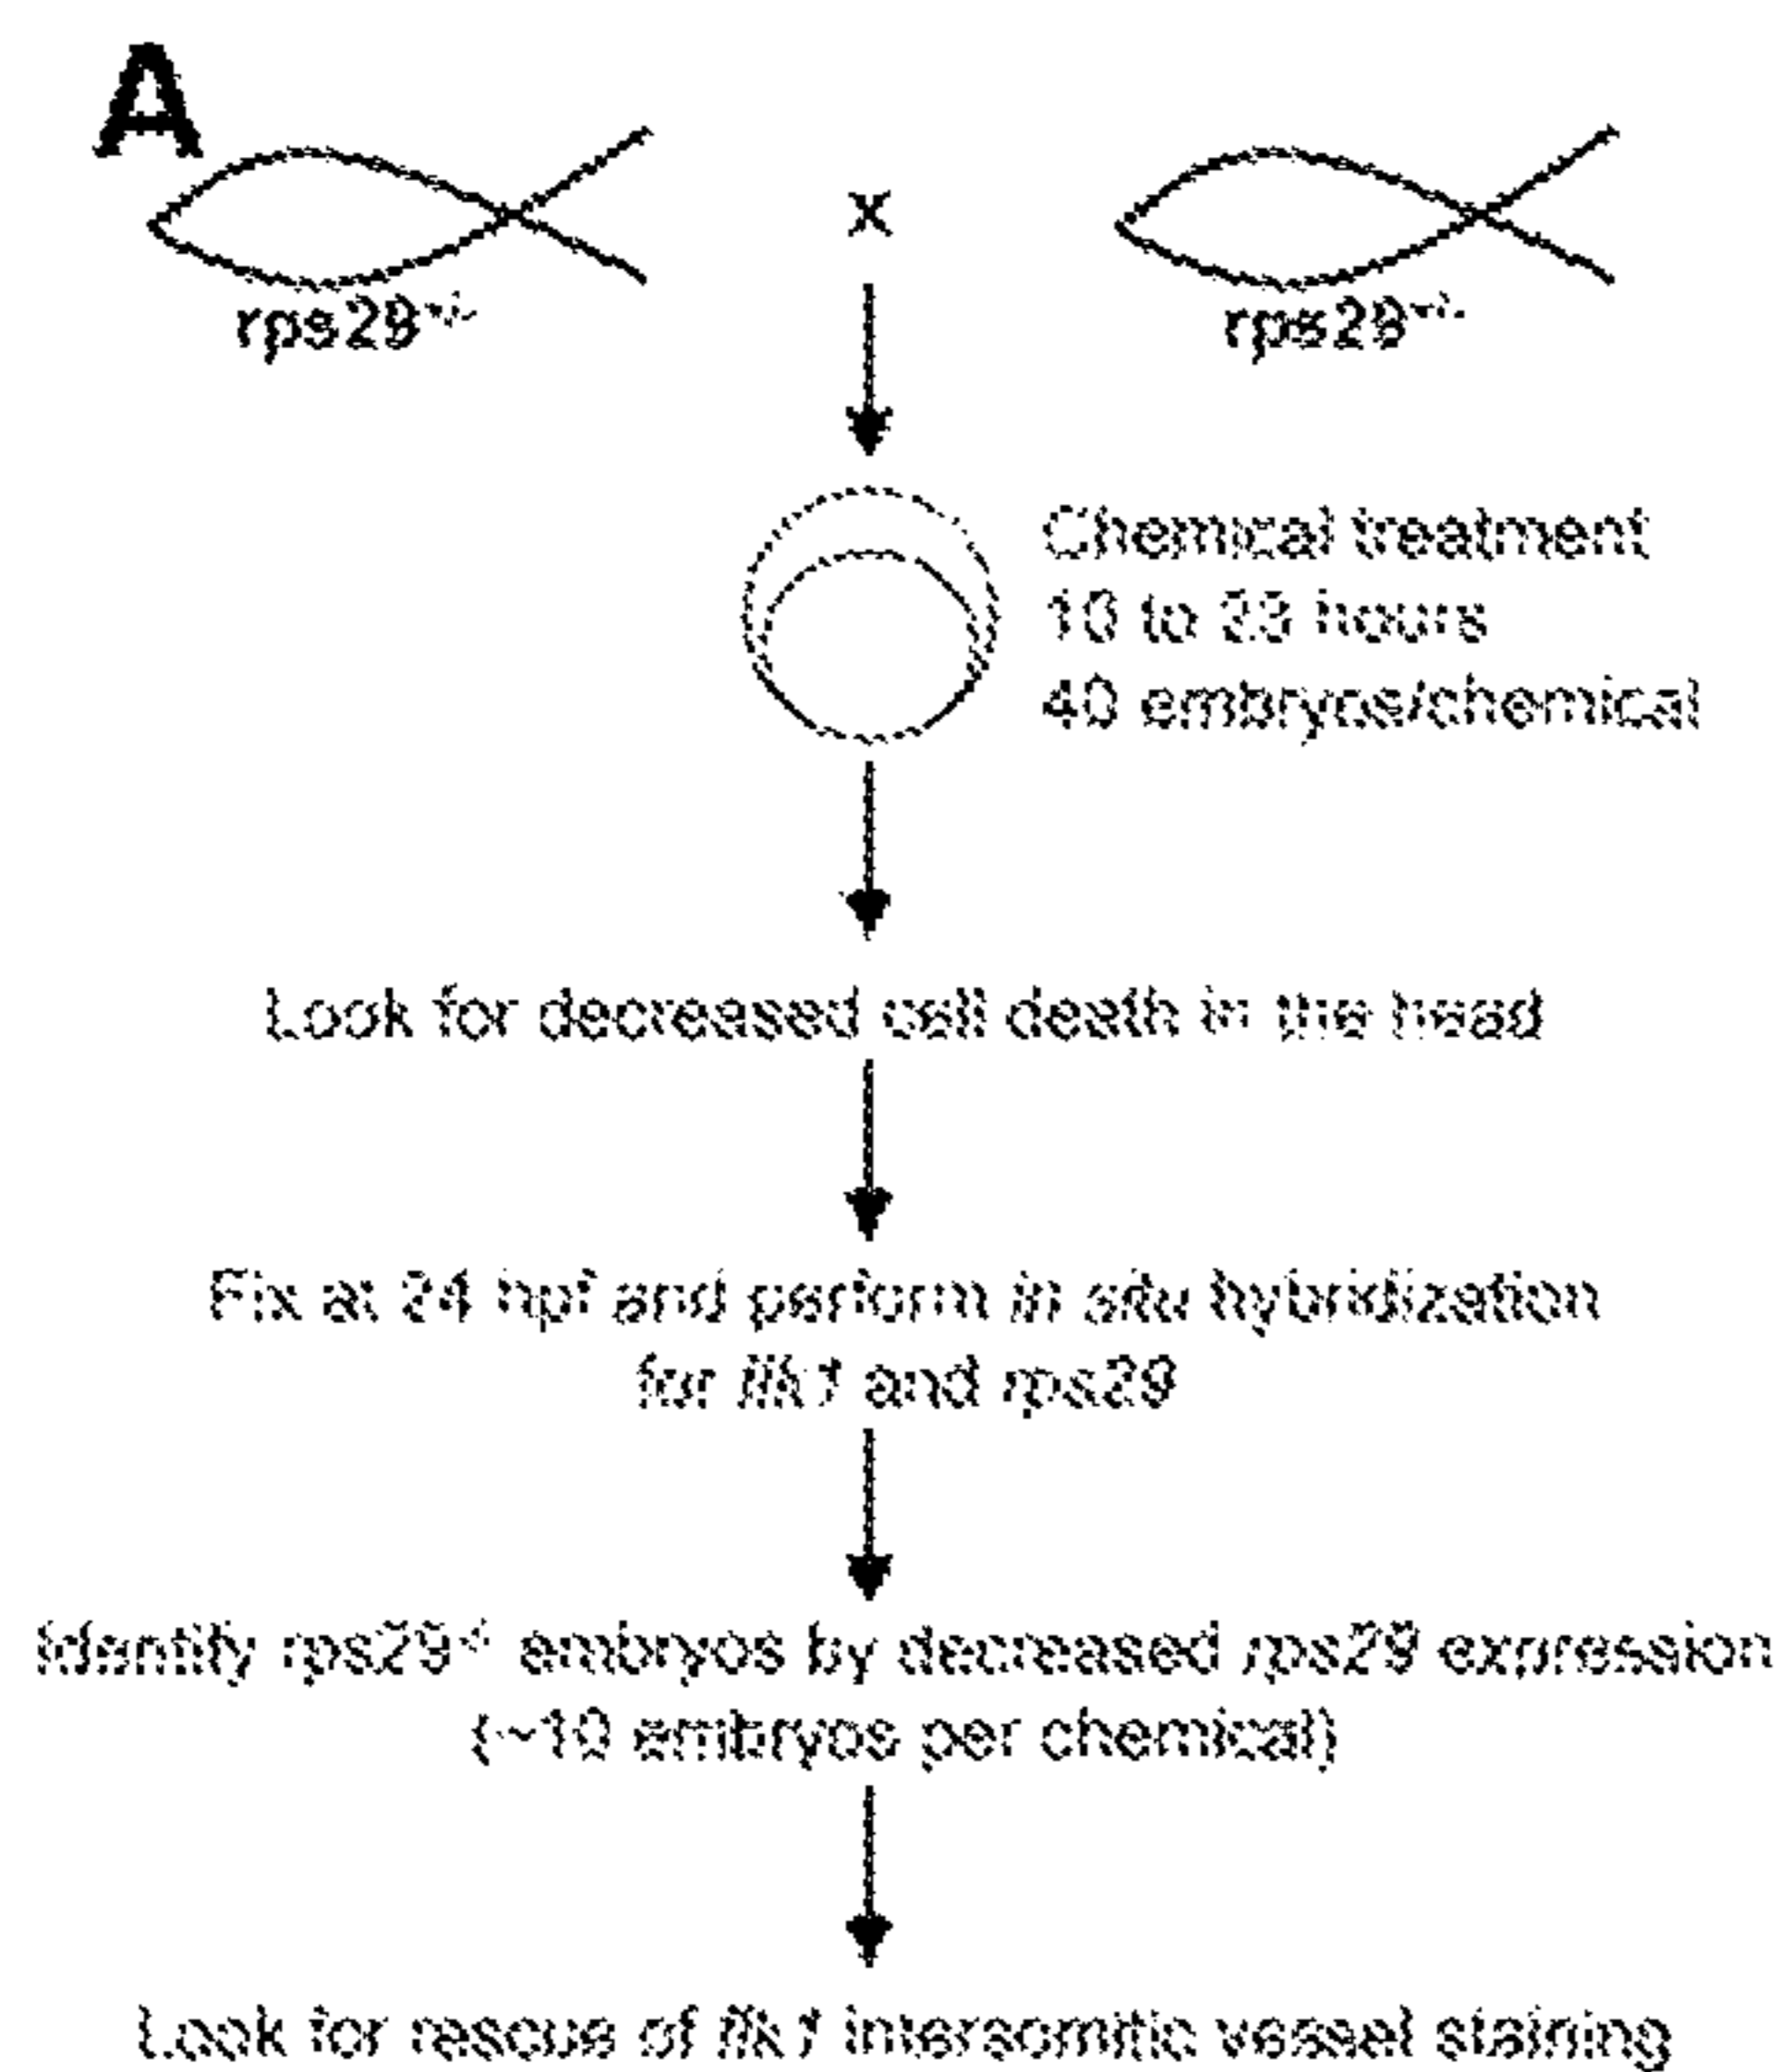 A
x
rps29+/-
rps29+/-
Chemical treatment
10 to 23 hours
40 embryos/chemical
Look for decreased cell death in the head
Fix at 24 hpf and perform in situ hybridization
for flk1 and rps29
Identify rps29-/- embryos by decreased rps29 expression
(~10 embryos per chemical)
Look for rescue of flk1 intersomitic vessel staining